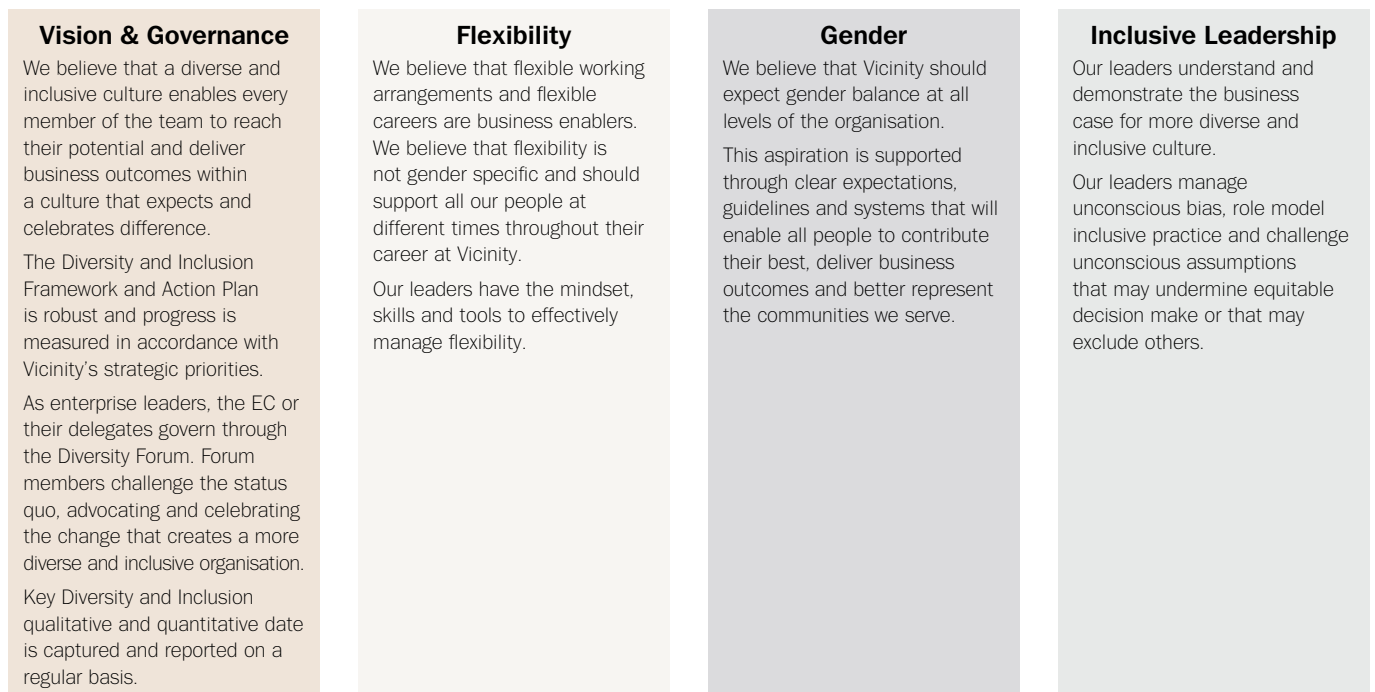 Vision & Governance
We believe that a diverse and
inclusive culture enables every
member of the team to reach
their potential and deliver
business outcomes within
a culture that expects and
celebrates difference.
The Diversity and Inclusion
Framework and Action Plan
is robust and progress is
measured in accordance with
Vicinity's strategic priorities.
As enterprise leaders, the EC or
their delegates govern through
the Diversity Forum. Forum
members challenge the status
quo, advocating and celebrating
the change that creates a more
diverse and inclusive organisation.
Key Diversity and Inclusion
qualitative and quantitative date
is captured and reported on a
regular basis.
Flexibility
We believe that flexible working
arrangements and flexible
careers are business enablers.
We believe that flexibility is
not gender specific and should
support all our people at
different times throughout their
career at Vicinity.
Our leaders have the mindset,
skills and tools to effectively
manage flexibility.
Gender
We believe that Vicinity should
expect gender balance at all
levels of the organisation.
This aspiration is supported
through clear expectations,
guidelines and systems that will
enable all people to contribute
their best, deliver business
outcomes and better represent
the communities we serve.
Inclusive Leadership
Our leaders understand and
demonstrate the business
case for more diverse and
inclusive culture.
Our leaders manage
unconscious bias, role model
inclusive practice and challenge
unconscious assumptions
that may undermine equitable
decision make or that may
exclude others.